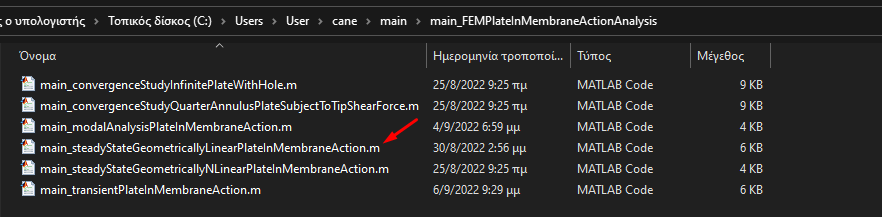 ς ο υπολογιστής > Τοπικός δίσκος (C:) > Users > User > cane > main > main_FEMPlateInMembraneActionAnalysis
Όνομα Ημερομηνία τροποποί... Τύπος Μέγεθος
main_convergenceStudyInfinitePlateWithHole.m 25/8/2022 9:25 πμ MATLAB Code 9 KB
main_convergenceStudyQuarterAnnulusPlateSubjectToTipShearForce.m 25/8/2022 9:25 πμ MATLAB Code 9 KB
main_modalAnalysisPlateInMembraneAction.m 4/9/2022 6:59 μμ MATLAB Code 4 KB
main_steadyStateGeometricallyLinearPlateInMembraneAction.m 30/8/2022 2:56 μμ MATLAB Code 6 KB
main_steadyStateGeometricallyNLinearPlateInMembraneAction.m 25/8/2022 9:25 πμ MATLAB Code 4 KB
main_transientPlateInMembraneAction.m 6/9/2022 9:29 μμ MATLAB Code 6 KB